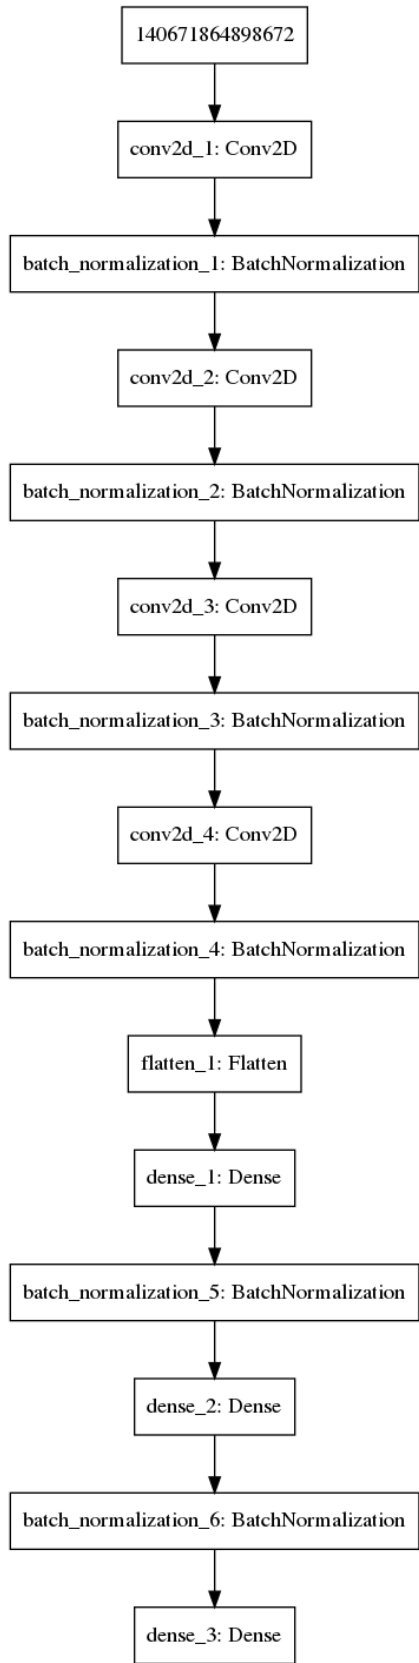 140671864898672
conv2d_1: Conv2D
batch_normalization_1: BatchNormalization
conv2d_2: Conv2D
batch_normalization_2: BatchNormalization
conv2d_3: Conv2D
batch_normalization_3: BatchNormalization
conv2d_4: Conv2D
batch_normalization_4: BatchNormalization
flatten_1: Flatten
dense_1: Dense
batch_normalization_5: BatchNormalization
dense_2: Dense
batch_normalization_6: BatchNormalization
dense_3: Dense